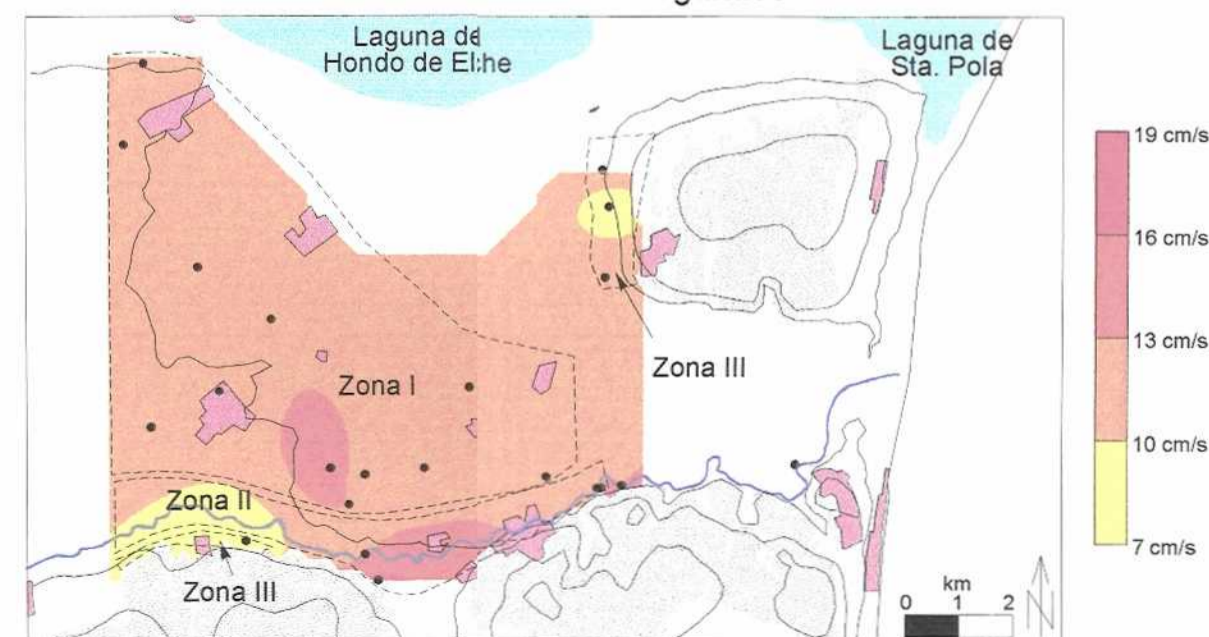 Laguna de
Hondo de El:he
Laguna de
Sta. Pola
19 cm/s
16 cm/s
13 cm/s
10 cm/s
7 cm/s
Zona III
Zona I
Zona II
Zona III
km
0 1 2
N